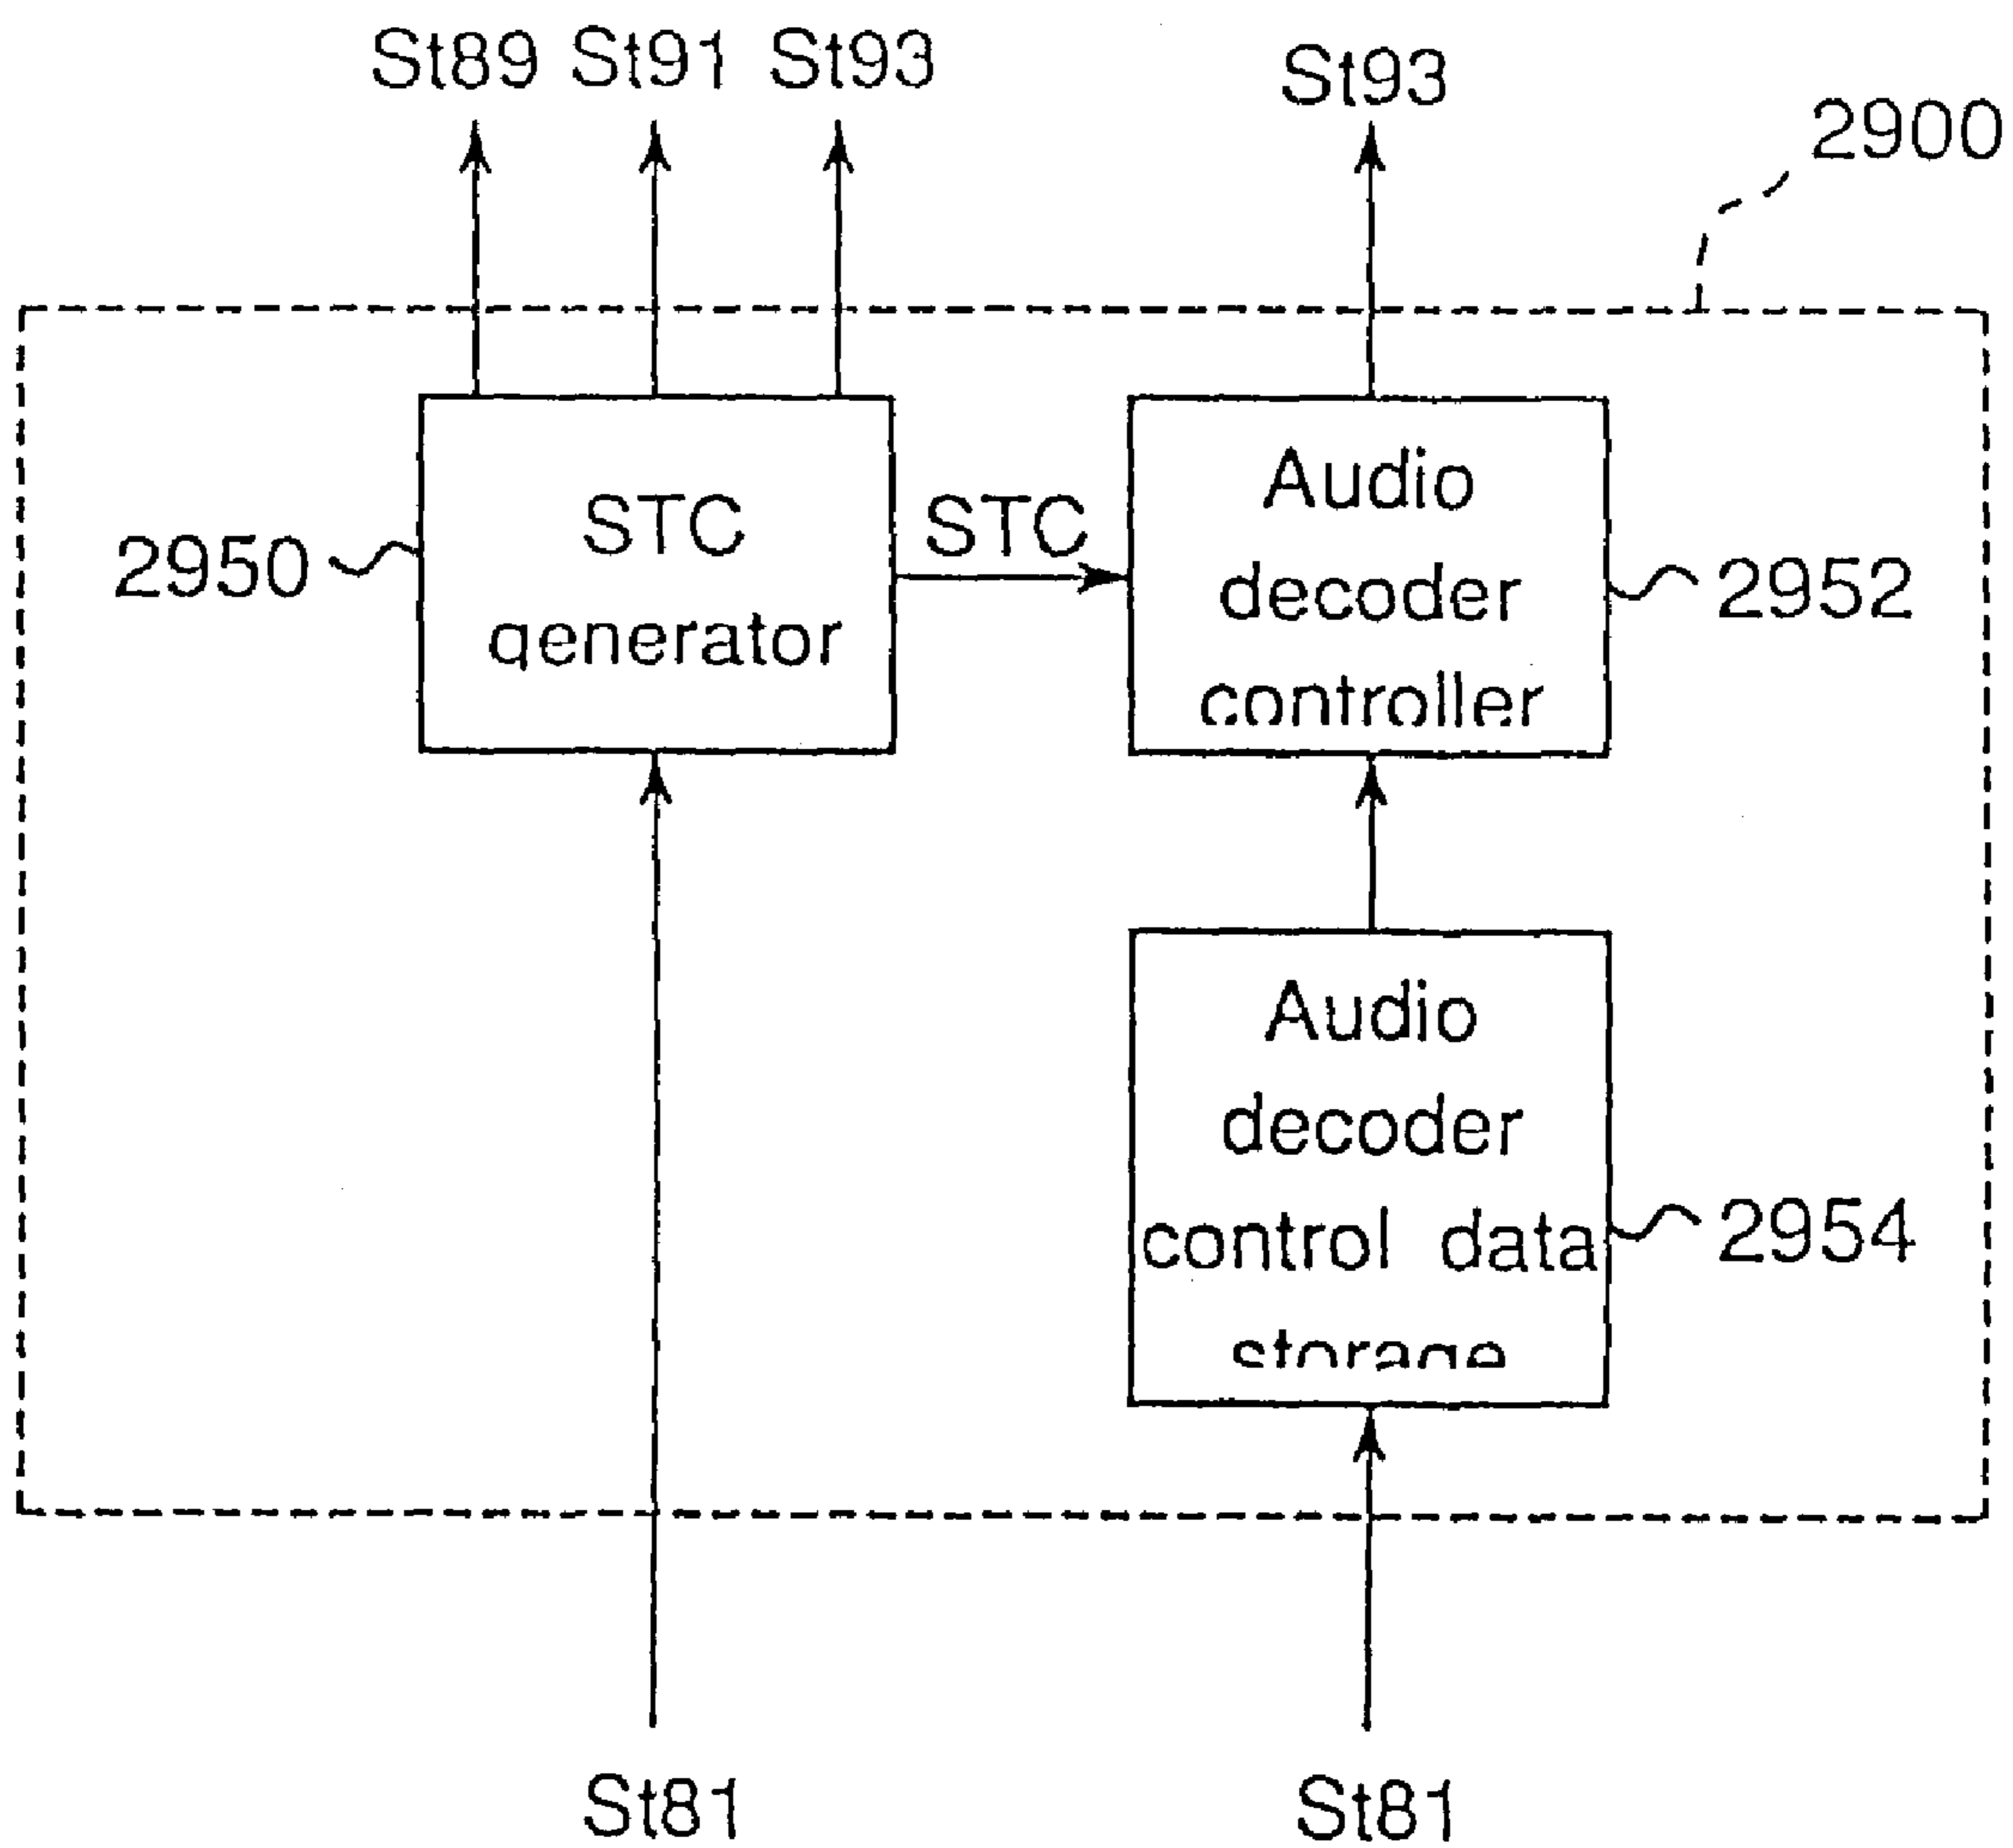 St89 St91 St93
St93
2900
STC
generator
2950
STC
Audio
decoder
controller
2952
Audio
decoder
control data
storage
2954
St81
St81